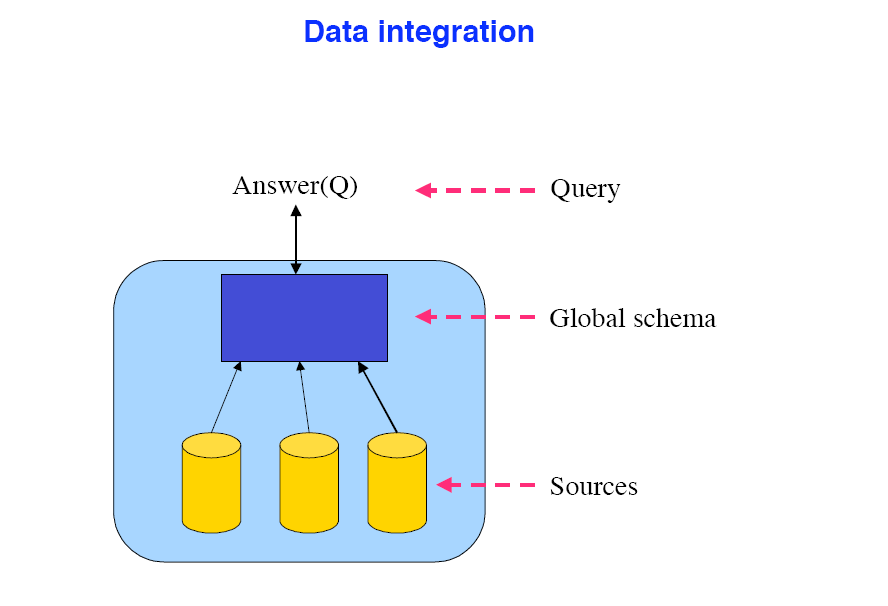 Data integration
Answer(Q)
Query
Global schema
Sources